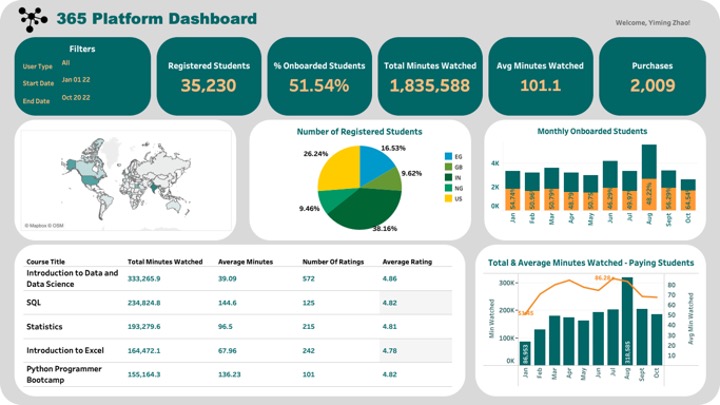 365 Platform Dashboard
Welcome, Yiming Zhao!
Filters
User Type All
Start Date Jan 01 22
End Date Oct 20 22
Registered Students
35,230
% Onboarded Students
51.54%
Total Minutes Watched
1,835,588
Avg Minutes Watched
101.1
Purchases
2,009
© Mapbox © OSM
Number of Registered Students
26.24%
16.53%
9.62%
9.46%
38.16%
EG
GB
IN
NG
US
Monthly Onboarded Students
4K
2K
0K
54.74%
50.79%
46.29%
48.22%
Jan Feb Mar Apr May Jun Jul Aug Sept Oct
Course Title Total Minutes Watched Average Minutes Number Of Ratings Average Rating
Introduction to Data and
Data Science 333,265.9 39.09 572 4.86
SQL 234,824.8 144.6 125 4.82
Statistics 193,279.6 96.5 215 4.81
Introduction to Excel 164,472.1 67.96 242 4.78
Python Programmer
Bootcamp 155,164.3 136.23 101 4.82
Total & Average Minutes Watched - Paying Students
Min Watched
300K
200K
100K
0K
86,953
318,585
Jan Feb Mar Apr May Jun Jul Aug Sept Oct
80
70
60
50
40
30
20
10
Avg Min Watched